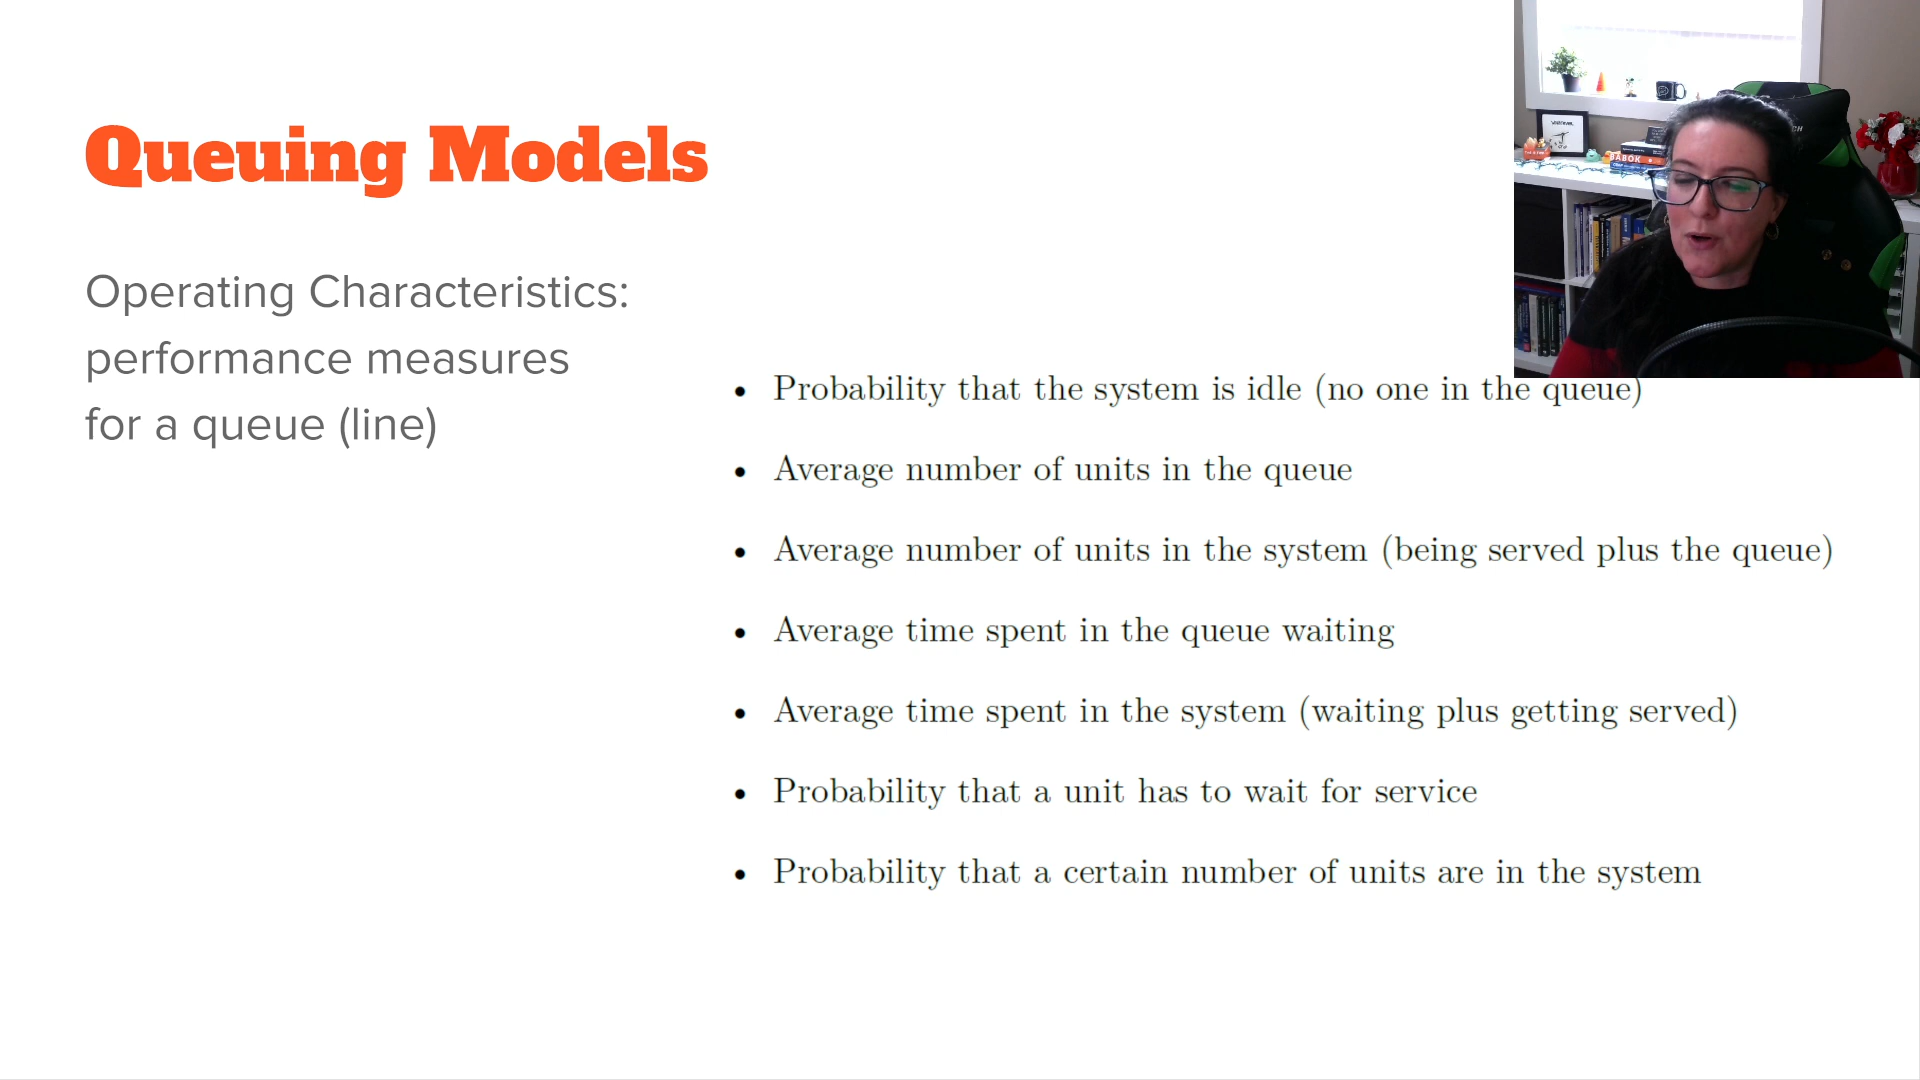 Queuing Models
Operating Characteristics:
performance measures
for a queue (line)
• Probability that the system is idle (no one in the queue)
• Average number of units in the queue
• Average number of units in the system (being served plus the queue)
• Average time spent in the queue waiting
• Average time spent in the system (waiting plus getting served)
• Probability that a unit has to wait for service
• Probability that a certain number of units are in the system
BABOK